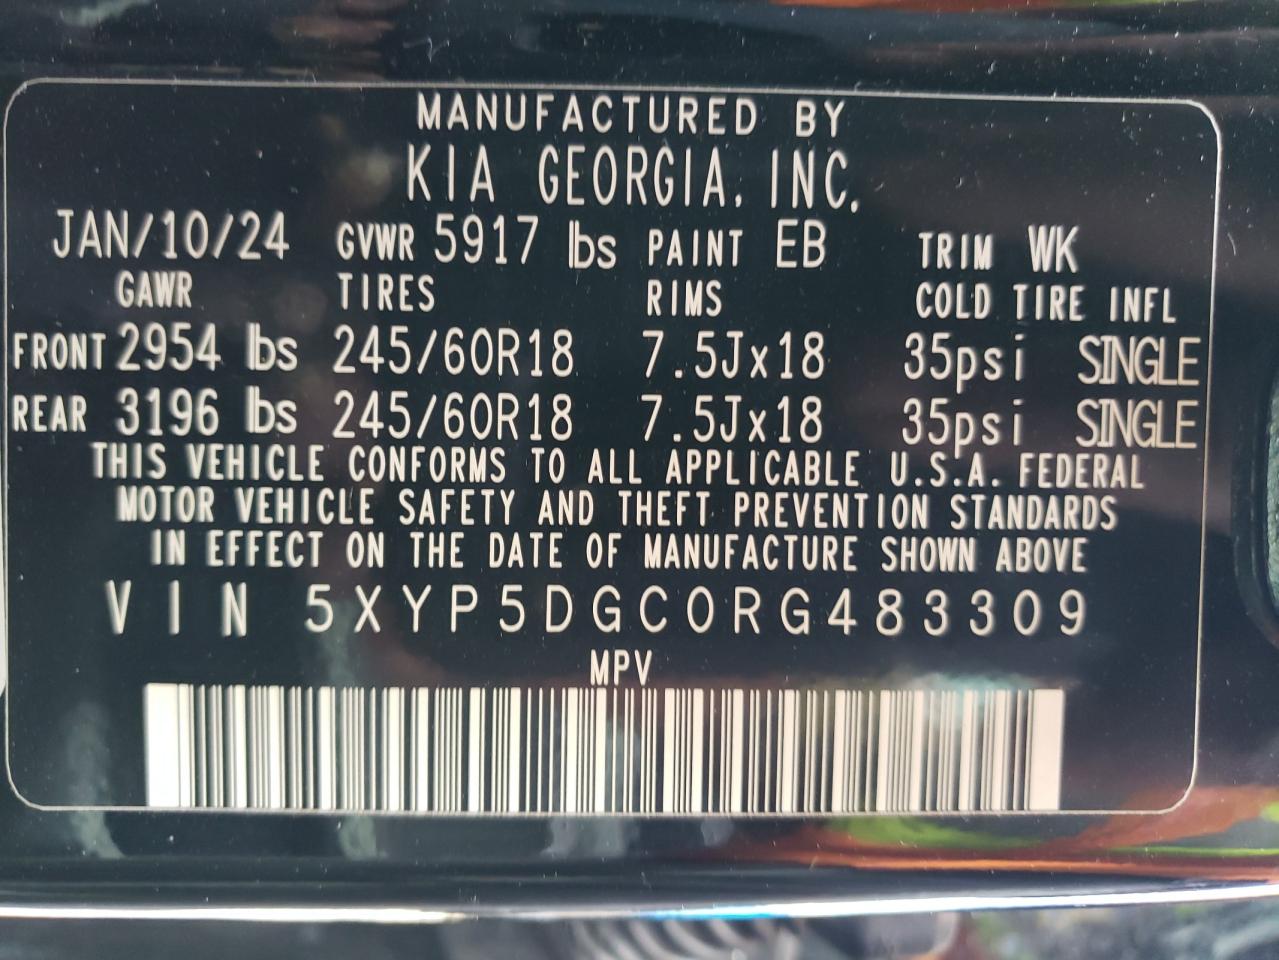 MANUFACTURED BY
KIA GEORGIA, INC.
JAN/10/24 GVWR 5917 lbs PAINT EB TRIM WK
GAWR TIRES RIMS COLD TIRE INFL
FRONT 2954 lbs 245/60R18 7.5Jx18 35psi SINGLE
REAR 3196 lbs 245/60R18 7.5Jx18 35psi SINGLE
THIS VEHICLE CONFORMS TO ALL APPLICABLE U.S.A. FEDERAL
MOTOR VEHICLE SAFETY AND THEFT PREVENTION STANDARDS
IN EFFECT ON THE DATE OF MANUFACTURE SHOWN ABOVE
VIN 5XYP5DGC0RG483309
MPV